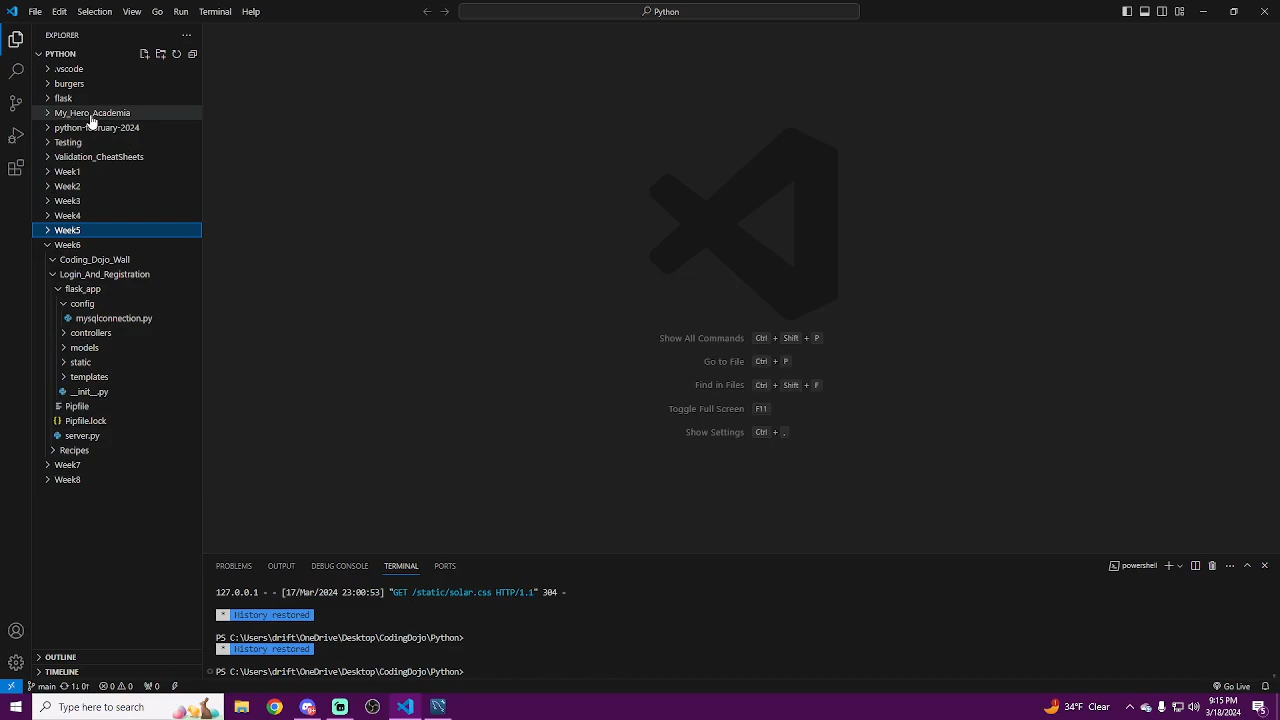 File Edit Selection View Go Run Terminal Help
Python
EXPLORER
PYTHON
.vscode
burgers
flask
My_Hero_Academia
Testing
Validation_CheatSheets
Week1
Week2
Week3
Week4
Week5
Week6
Coding_Dojo_Wall
Login_And_Registration
flask_app
config
mysqlconnection.py
controllers
models
static
templates
__init__.py
Pipfile
Pipfile.lock
server.py
Recipes
Week7
Week8
OUTLINE
TIMELINE
Show All Commands Ctrl + Shift + P
Go to File Ctrl + P
Find in Files Ctrl + Shift + F
Toggle Full Screen F11
Show Settings Ctrl + ,
PROBLEMS OUTPUT DEBUG CONSOLE TERMINAL PORTS
powershell
127.0.0.1 - - [17/Mar/2024 23:00:53] "GET /static/solar.css HTTP/1.1" 304 -
* History restored
PS C:\Users\drift\OneDrive\Desktop\CodingDojo\Python>
* History restored
PS C:\Users\drift\OneDrive\Desktop\CodingDojo\Python>
main 1↓ 0↑ 0 0 0 Go Live
Type here to search
34°F Clear
9:15 PM
3/18/2024